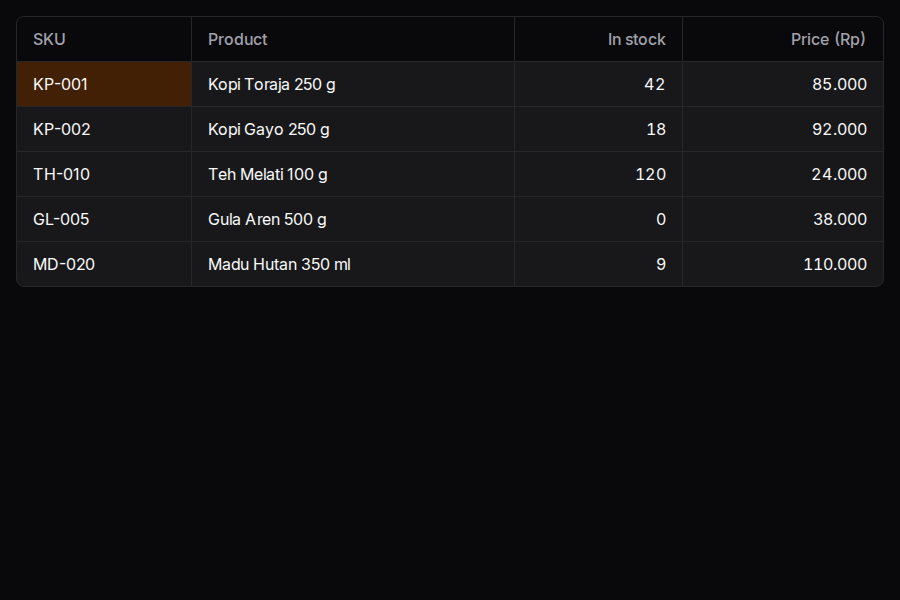 SKU Product In stock Price (Rp)
KP-001 Kopi Toraja 250 g 42 85.000
KP-002 Kopi Gayo 250 g 18 92.000
TH-010 Teh Melati 100 g 120 24.000
GL-005 Gula Aren 500 g 0 38.000
MD-020 Madu Hutan 350 ml 9 110.000